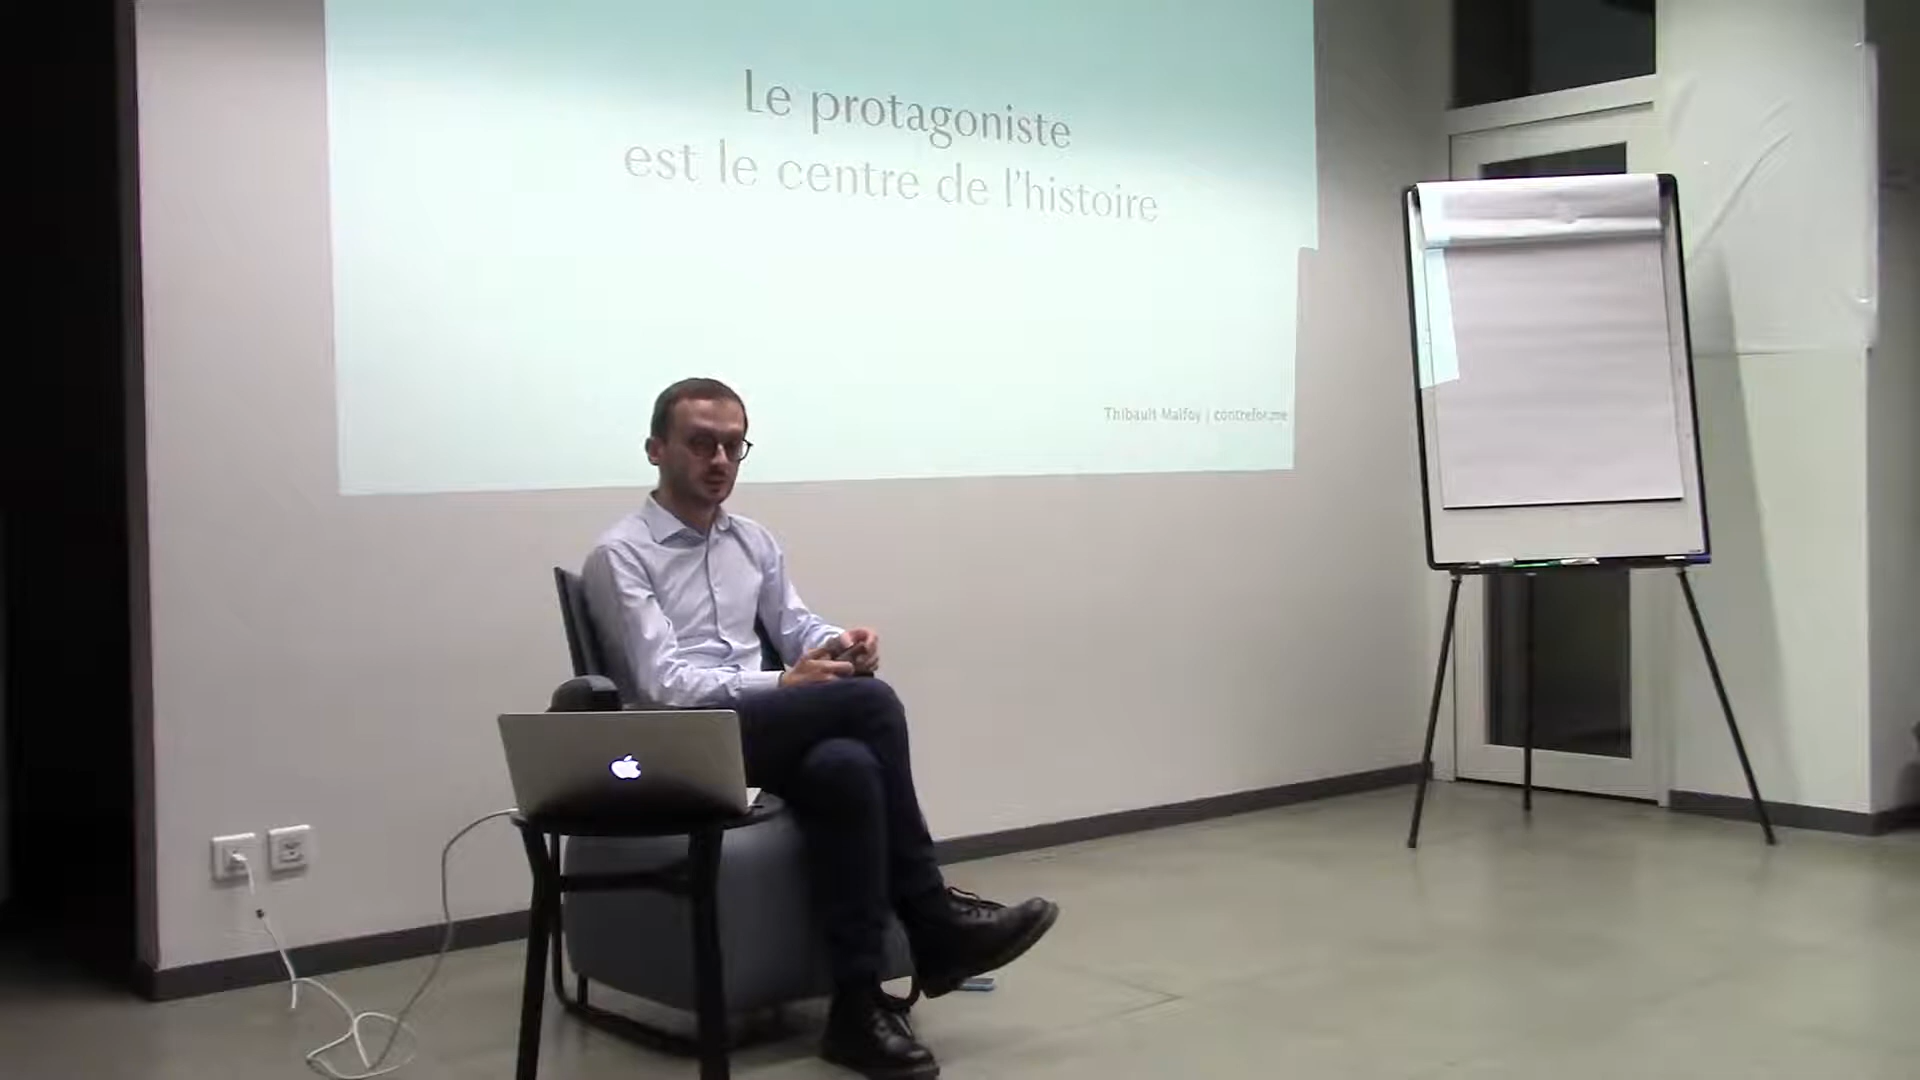 Le protagoniste
est le centre de l'histoire
Thibault Malfoy | contrefor.me